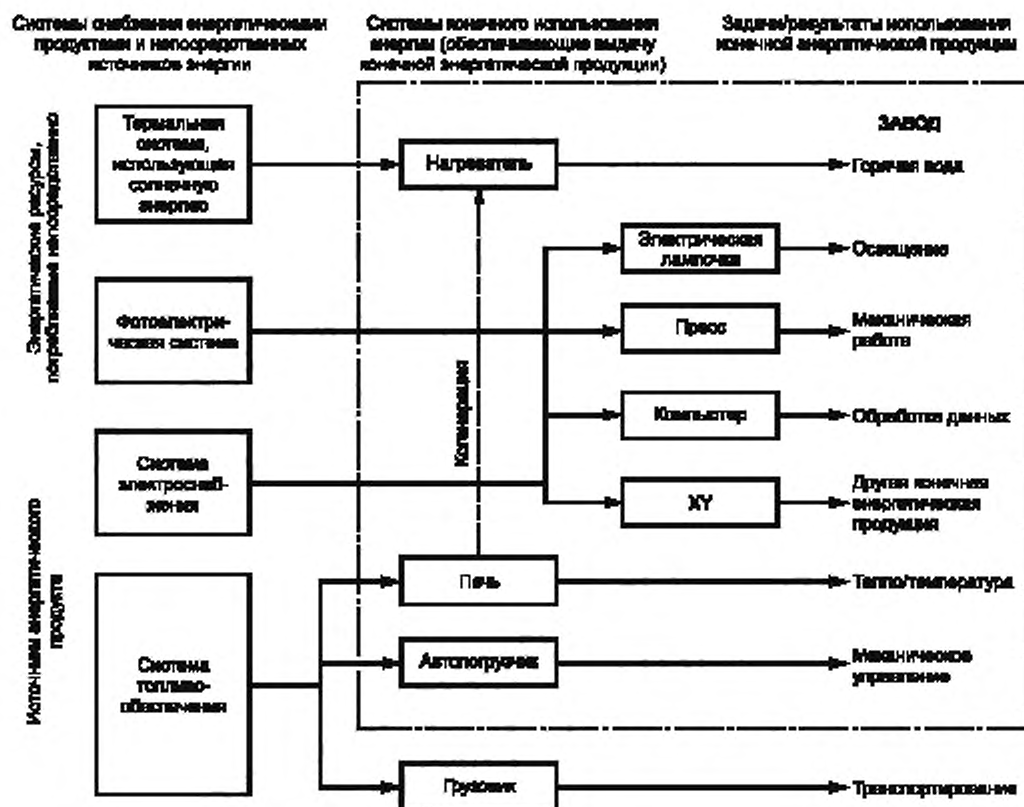 Системы снабжения энергетическими
продуктами и непосредственных
источников энергии
Системы конечного использования
энергии (обеспечивающие выдачу
конечной энергетической продукции)
Задачи/результаты использования
конечной энергетической продукции
Энергетические ресурсы,
потребляемые непосредственно
Источники энергетического
продукта
Термальная
система,
использующая
солнечную
энергию
Фотоэлектри-
ческая система
Система
электроснаб-
жения
Система
топливо-
обеспечения
Нагреватель
Когенерация
Печь
Автопогрузчик
Грузовик
Электрическая
лампочка
Пресс
Компьютер
XY
ЗАВОД
Горячая вода
Освещение
Механическая
работа
Обработка данных
Другая конечная
энергетическая
продукция
Тепло/температура
Механическое
управление
Транспортирование